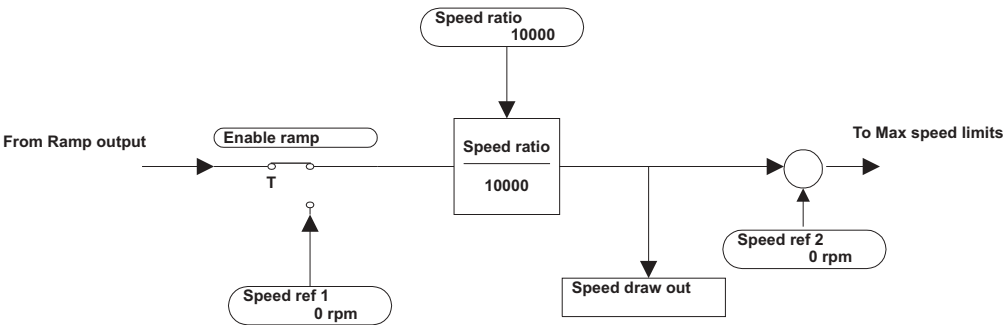 Speed ratio
10000
From Ramp output
Enable ramp
T
Speed ratio
10000
To Max speed limits
Speed ref 1
0 rpm
Speed draw out
Speed ref 2
0 rpm